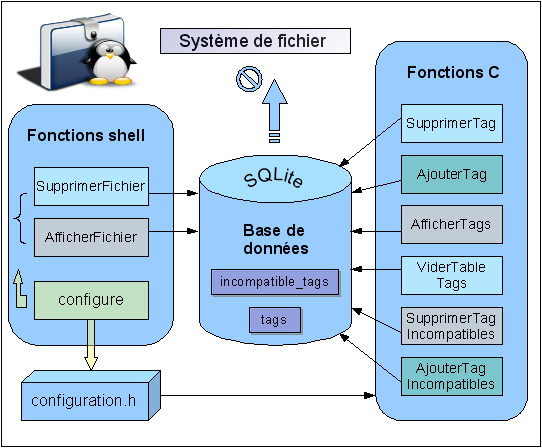 Système de fichier
Fonctions C
Fonctions shell
SupprimerFichier
AfficherFichier
configure
configuration.h
SQLite
Base de
données
incompatible_tags
tags
SupprimerTag
AjouterTag
AfficherTags
ViderTable
Tags
SupprimerTag
Incompatibles
AjouterTag
Incompatibles